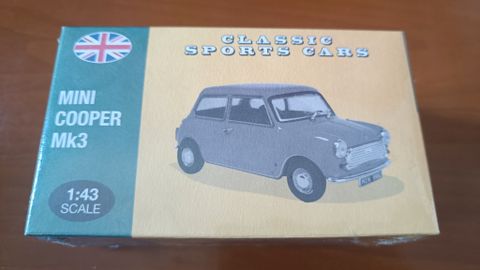 CLASSIC
SPORTS CARS
MINI
COOPER
Mk3
1:43
SCALE